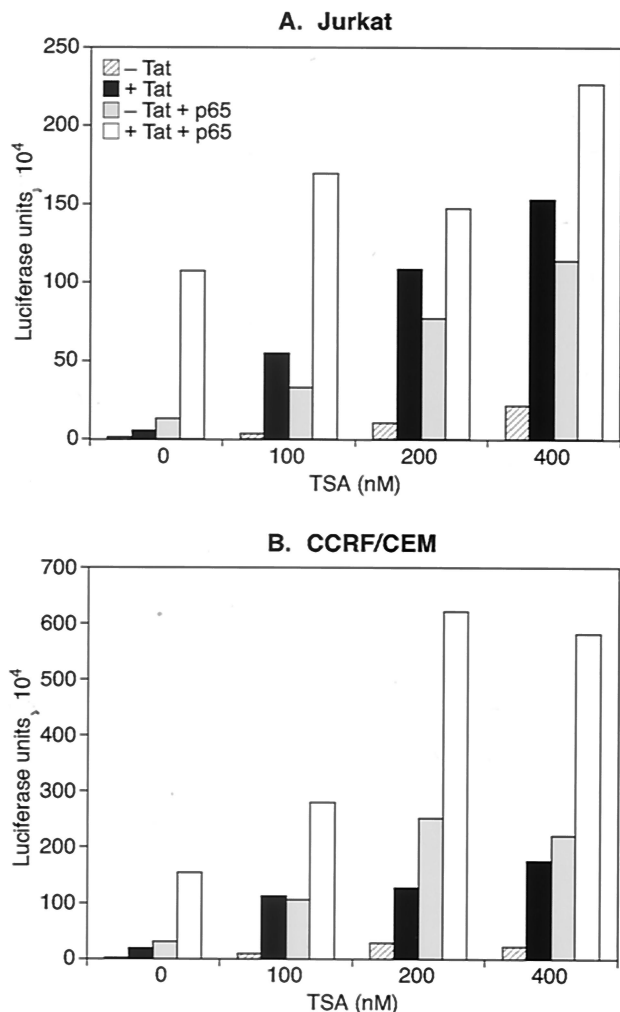 A. Jurkat
250
200
150
100
50
0
Luciferase units, 10⁴
– Tat
+ Tat
– Tat + p65
+ Tat + p65
0 100 200 400
TSA (nM)
B. CCRF/CEM
700
600
500
400
300
200
100
0
Luciferase units, 10⁴
0 100 200 400
TSA (nM)